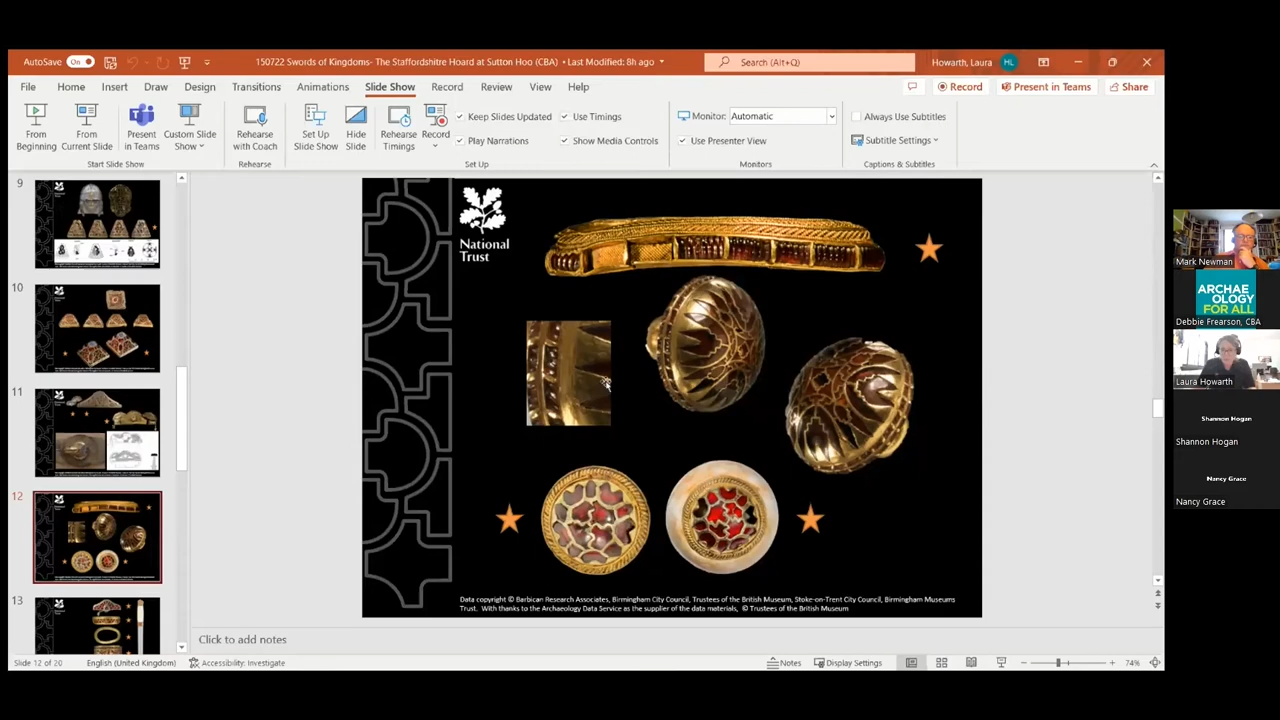 AutoSave On
150722 Swords of Kingdoms- The Staffordshitre Hoard at Sutton Hoo (CBA) • Last Modified: 8h ago
Search (Alt+Q)
Howarth, Laura HL
File Home Insert Draw Design Transitions Animations Slide Show Record Review View Help
Record Present in Teams Share
From Beginning
From Current Slide
Present in Teams
Custom Slide Show
Rehearse with Coach
Set Up Slide Show
Hide Slide
Rehearse Timings
Record
Keep Slides Updated
Play Narrations
Use Timings
Show Media Controls
Monitor: Automatic
Use Presenter View
Always Use Subtitles
Subtitle Settings
Start Slide Show
Rehearse
Set Up
Monitors
Captions & Subtitles
9
10
11
12
13
National
Trust
Data copyright © Barbican Research Associates, Birmingham City Council, Trustees of the British Museum, Stoke-on-Trent City Council, Birmingham Museums
Trust. With thanks to the Archaeology Data Service as the supplier of the data materials, © Trustees of the British Museum
Click to add notes
Slide 12 of 20 English (United Kingdom) Accessibility: Investigate
Notes Display Settings 74%
Mark Newman
ARCHAE
OLOGY
FOR ALL
Debbie Frearson, CBA
Laura Howarth
Shannon Hogan
Shannon Hogan
Nancy Grace
Nancy Grace